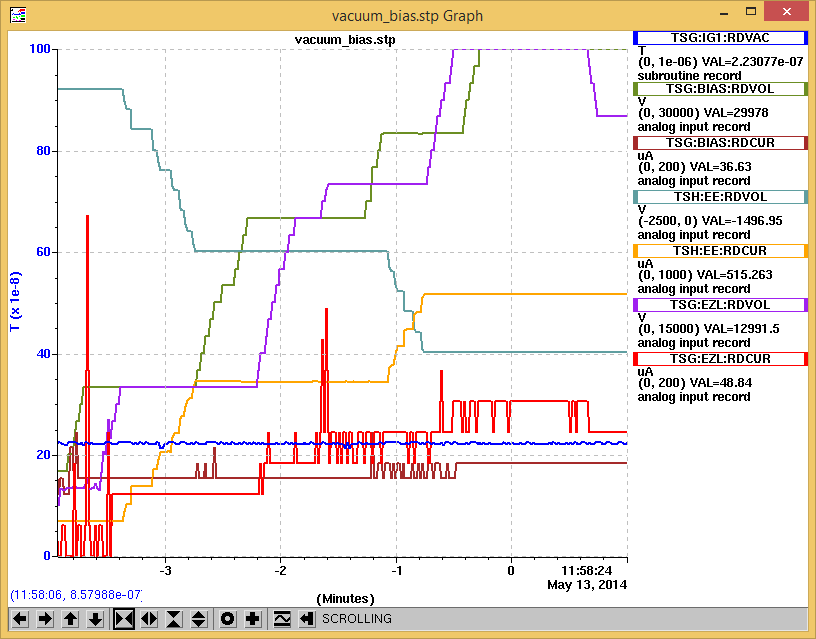 vacuum_bias.stp Graph
vacuum_bias.stp
100
80
60
40
20
0
T (x 1e-8)
-3
-2
-1
0
11:58:24
May 13, 2014
(Minutes)
(11:58:06, 8.57988e-07)
TSG:IG1:RDVAC
T
(0, 1e-06) VAL=2.23077e-07
subroutine record
TSG:BIAS:RDVOL
V
(0, 30000) VAL=29978
analog input record
TSG:BIAS:RDCUR
uA
(0, 200) VAL=36.63
analog input record
TSH:EE:RDVOL
V
(-2500, 0) VAL=-1496.95
analog input record
TSH:EE:RDCUR
uA
(0, 1000) VAL=515.263
analog input record
TSG:EZL:RDVOL
V
(0, 15000) VAL=12991.5
analog input record
TSG:EZL:RDCUR
uA
(0, 200) VAL=48.84
analog input record
SCROLLING